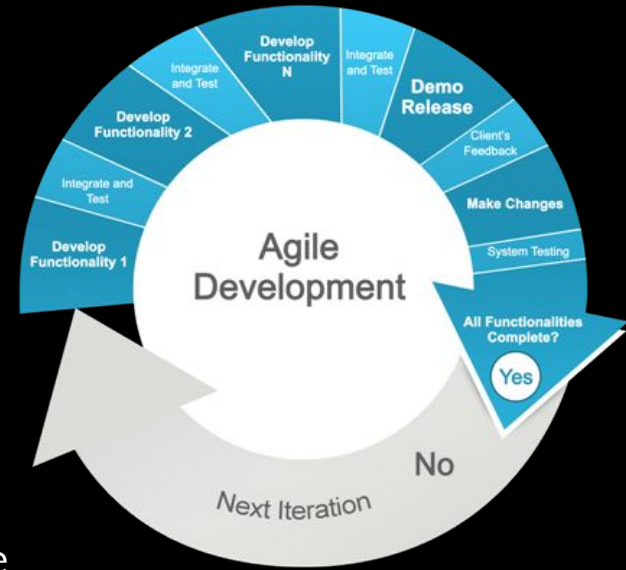 Develop
Functionality 1
Integrate and
Test
Develop
Functionality 2
Integrate
and Test
Develop
Functionality
N
Integrate
and Test
Demo
Release
Client's
Feedback
Make Changes
System Testing
All Functionalities
Complete?
Yes
No
Next Iteration
Agile
Development
e